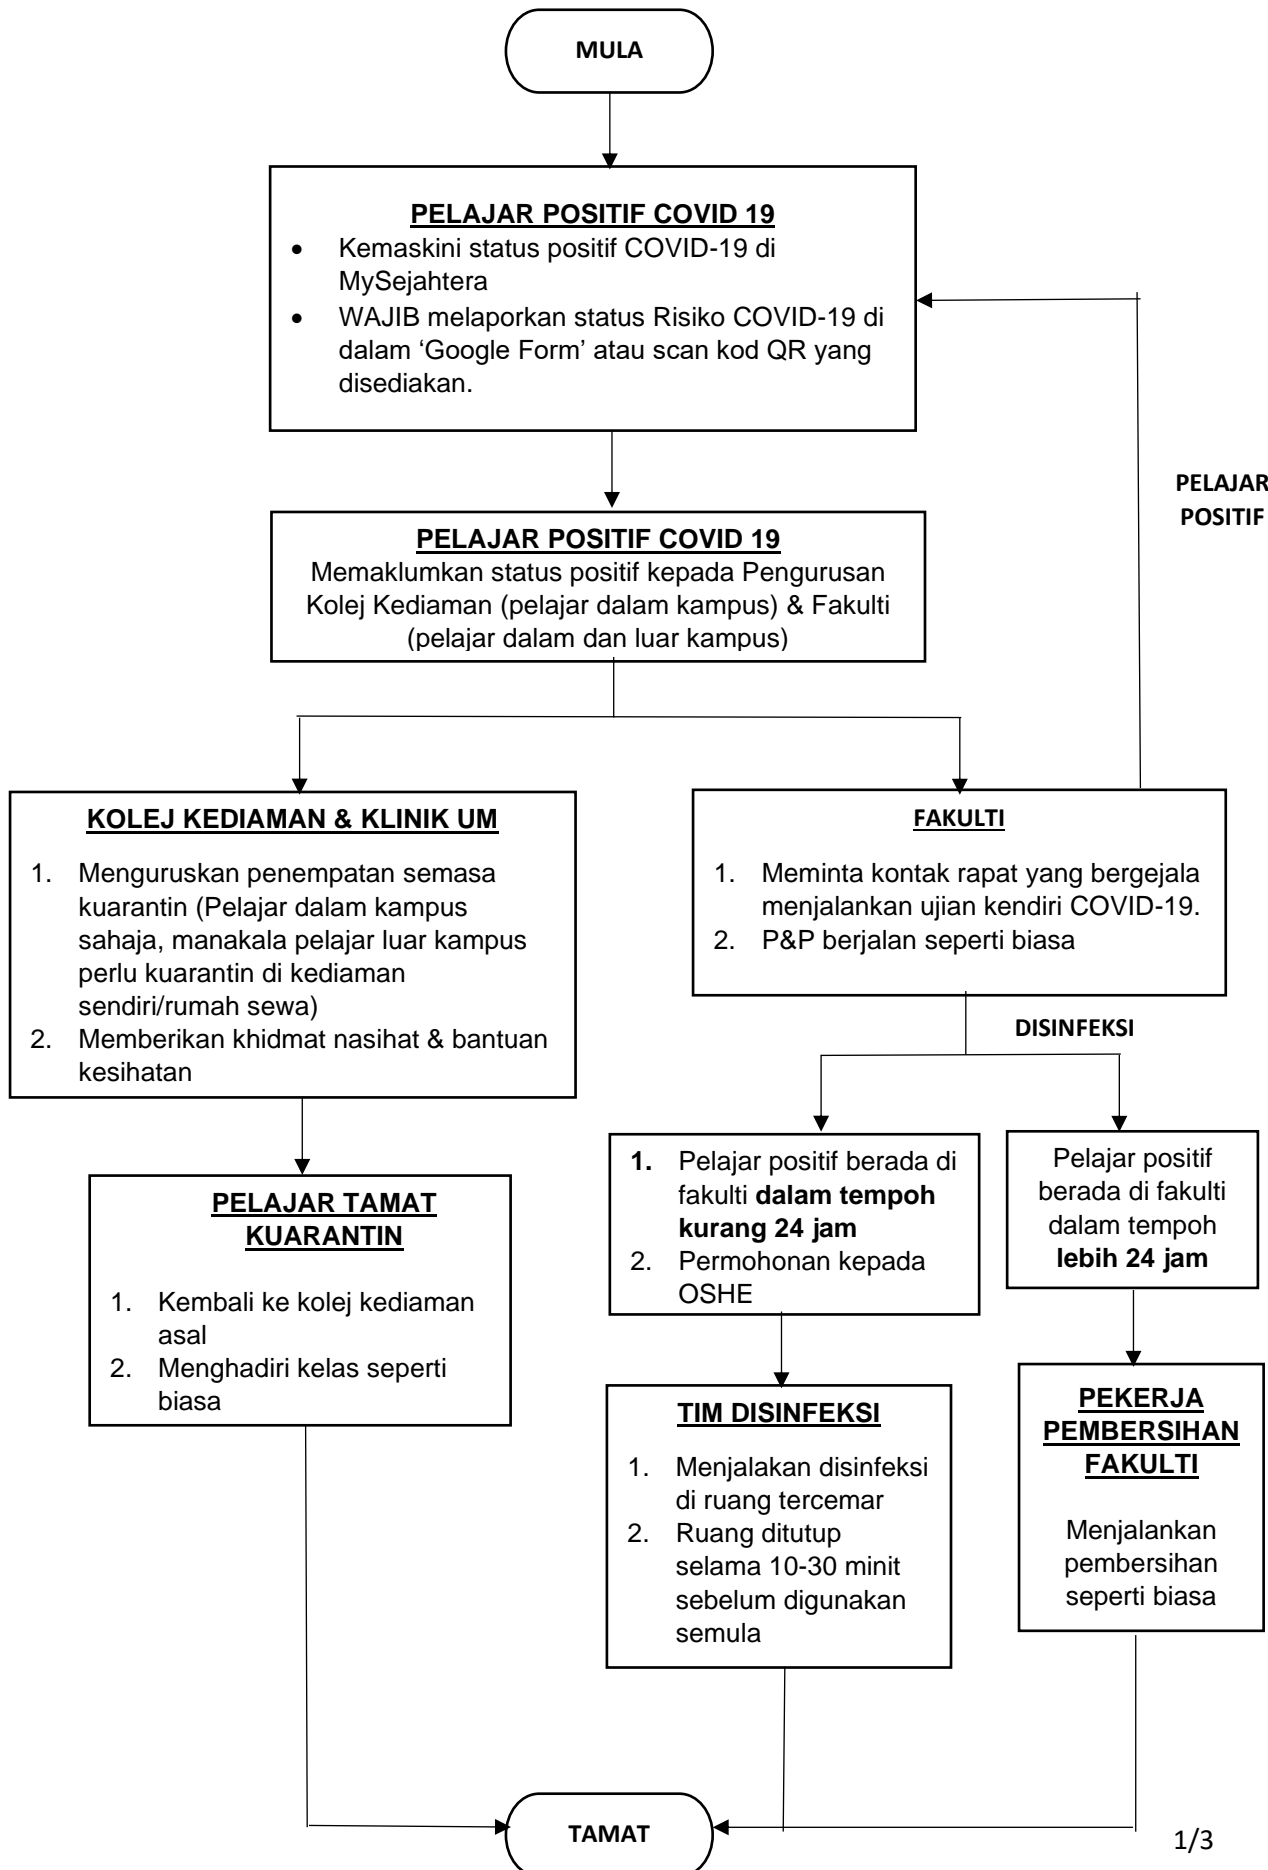 MULA
PELAJAR POSITIF COVID 19
• Kemaskini status positif COVID-19 di
MySejahtera
• WAJIB melaporkan status Risiko COVID-19 di
dalam ‘Google Form’ atau scan kod QR yang
disediakan.
PELAJAR
POSITIF
PELAJAR POSITIF COVID 19
Memaklumkan status positif kepada Pengurusan
Kolej Kediaman (pelajar dalam kampus) & Fakulti
(pelajar dalam dan luar kampus)
KOLEJ KEDIAMAN & KLINIK UM
1. Menguruskan penempatan semasa
kuarantin (Pelajar dalam kampus
sahaja, manakala pelajar luar kampus
perlu kuarantin di kediaman
sendiri/rumah sewa)
2. Memberikan khidmat nasihat & bantuan
kesihatan
FAKULTI
1. Meminta kontak rapat yang bergejala
menjalankan ujian kendiri COVID-19.
2. P&P berjalan seperti biasa
DISINFEKSI
PELAJAR TAMAT
KUARANTIN
1. Kembali ke kolej kediaman
asal
2. Menghadiri kelas seperti
biasa
1. Pelajar positif berada di
fakulti dalam tempoh
kurang 24 jam
2. Permohonan kepada
OSHE
Pelajar positif
berada di fakulti
dalam tempoh
lebih 24 jam
TIM DISINFEKSI
1. Menjalakan disinfeksi
di ruang tercemar
2. Ruang ditutup
selama 10-30 minit
sebelum digunakan
semula
PEKERJA
PEMBERSIHAN
FAKULTI
Menjalankan
pembersihan
seperti biasa
TAMAT
1/3